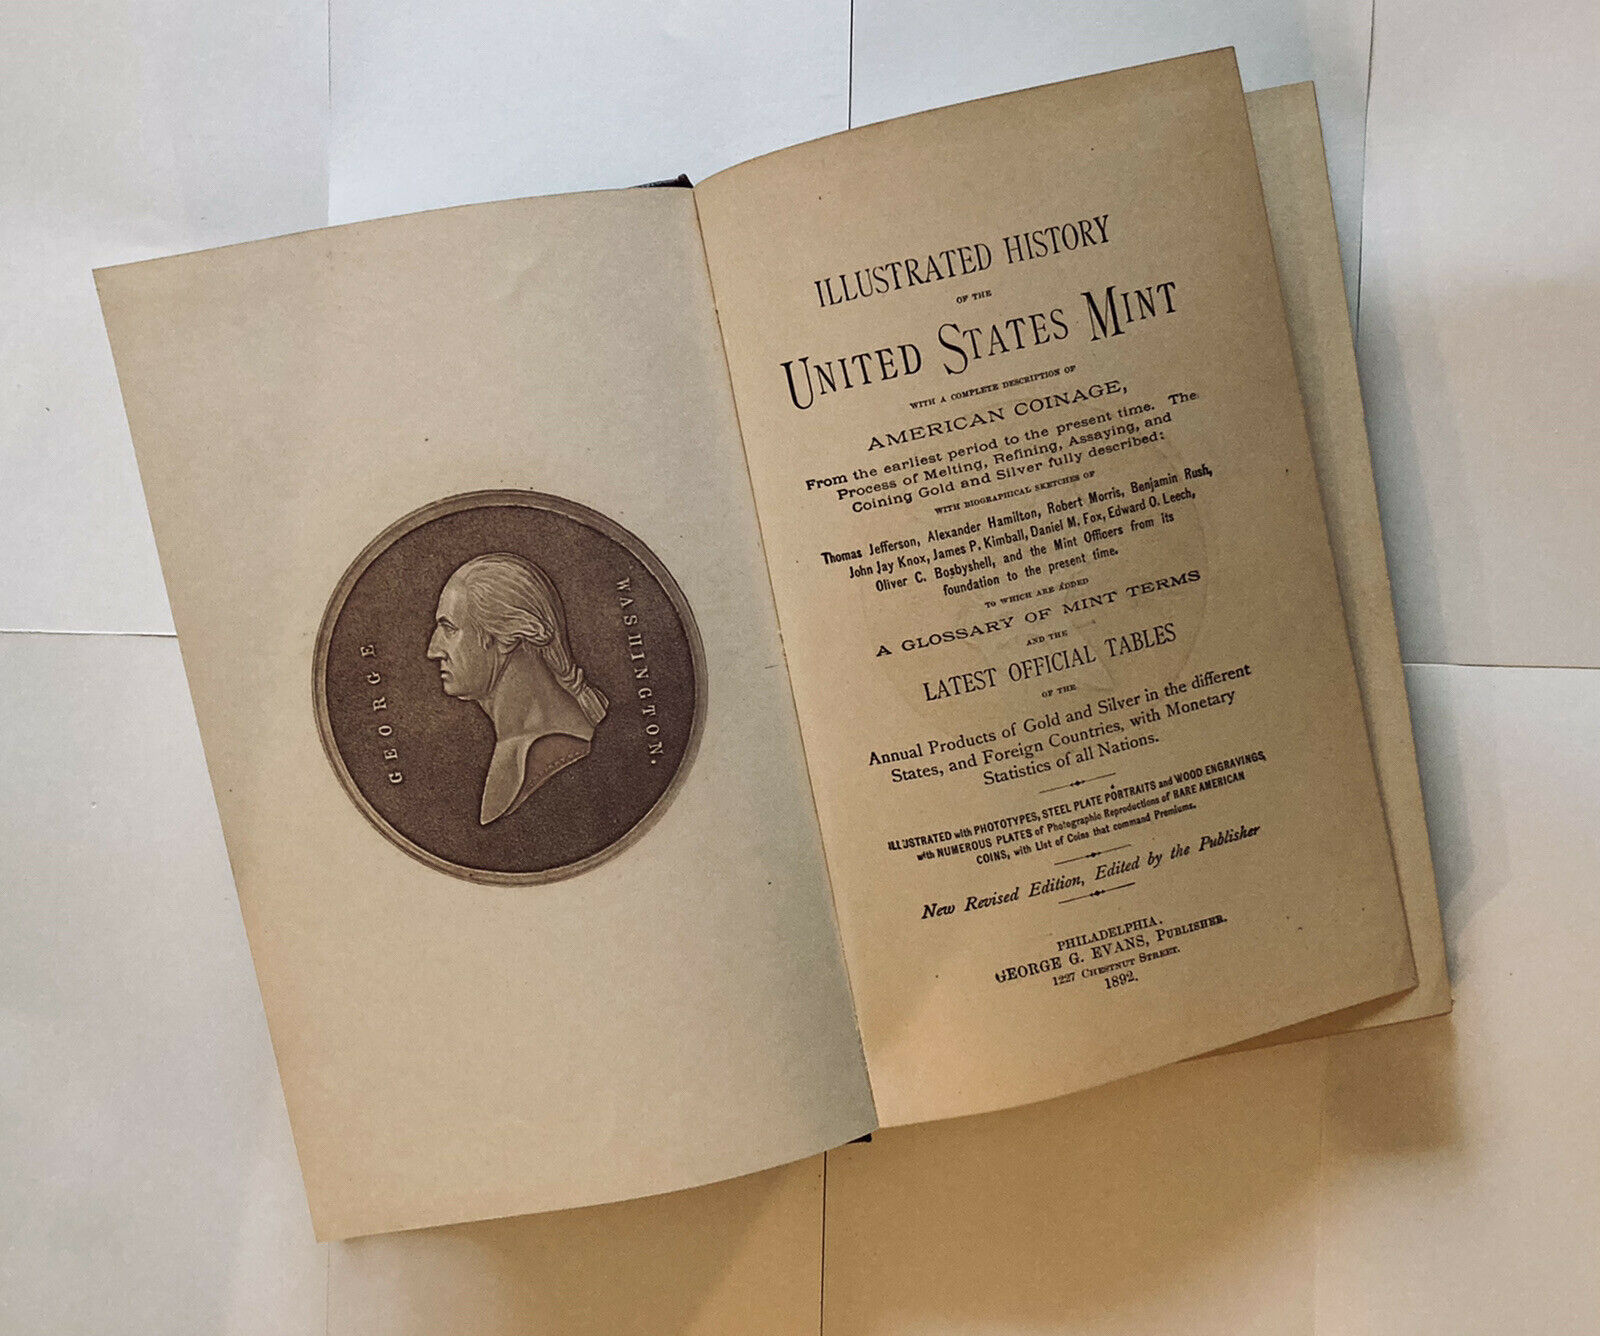 GEORGE
WASHINGTON.
ILLUSTRATED HISTORY
OF THE
UNITED STATES MINT
WITH A COMPLETE DESCRIPTION OF
AMERICAN COINAGE,
From the earliest period to the present time. The
Process of Melting, Refining, Assaying, and
Coining Gold and Silver fully described:
WITH BIOGRAPHICAL SKETCHES OF
Thomas Jefferson, Alexander Hamilton, Robert Morris, Benjamin Rush,
John Jay Knox, James P. Kimball, Daniel M. Fox, Edward O. Leech,
Oliver C. Bosbyshell, and the Mint Officers from its
foundation to the present time.
TO WHICH ARE ADDED
A GLOSSARY OF MINT TERMS
AND THE
LATEST OFFICIAL TABLES
OF THE
Annual Products of Gold and Silver in the different
States, and Foreign Countries, with Monetary
Statistics of all Nations.
ILLUSTRATED with PHOTOTYPES, STEEL PLATE PORTRAITS and WOOD ENGRAVINGS,
with NUMEROUS PLATES of Photographic Reproductions of RARE AMERICAN
COINS, with List of Coins that command Premiums.
New Revised Edition, Edited by the Publisher
PHILADELPHIA.
GEORGE G. EVANS, PUBLISHER.
1227 CHESTNUT STREET.
1892.